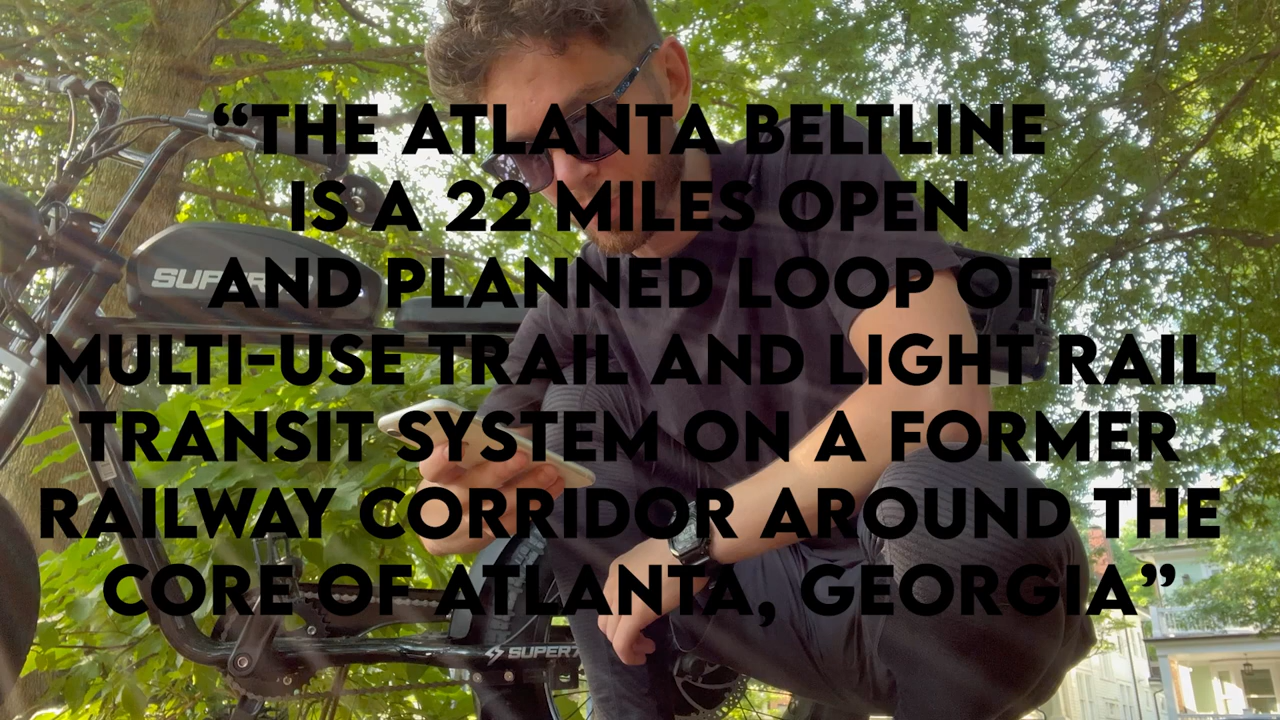 “THE ATLANTA BELTLINE
IS A 22 MILES OPEN
AND PLANNED LOOP OF
MULTI-USE TRAIL AND LIGHT RAIL
TRANSIT SYSTEM ON A FORMER
RAILWAY CORRIDOR AROUND THE
CORE OF ATLANTA, GEORGIA”